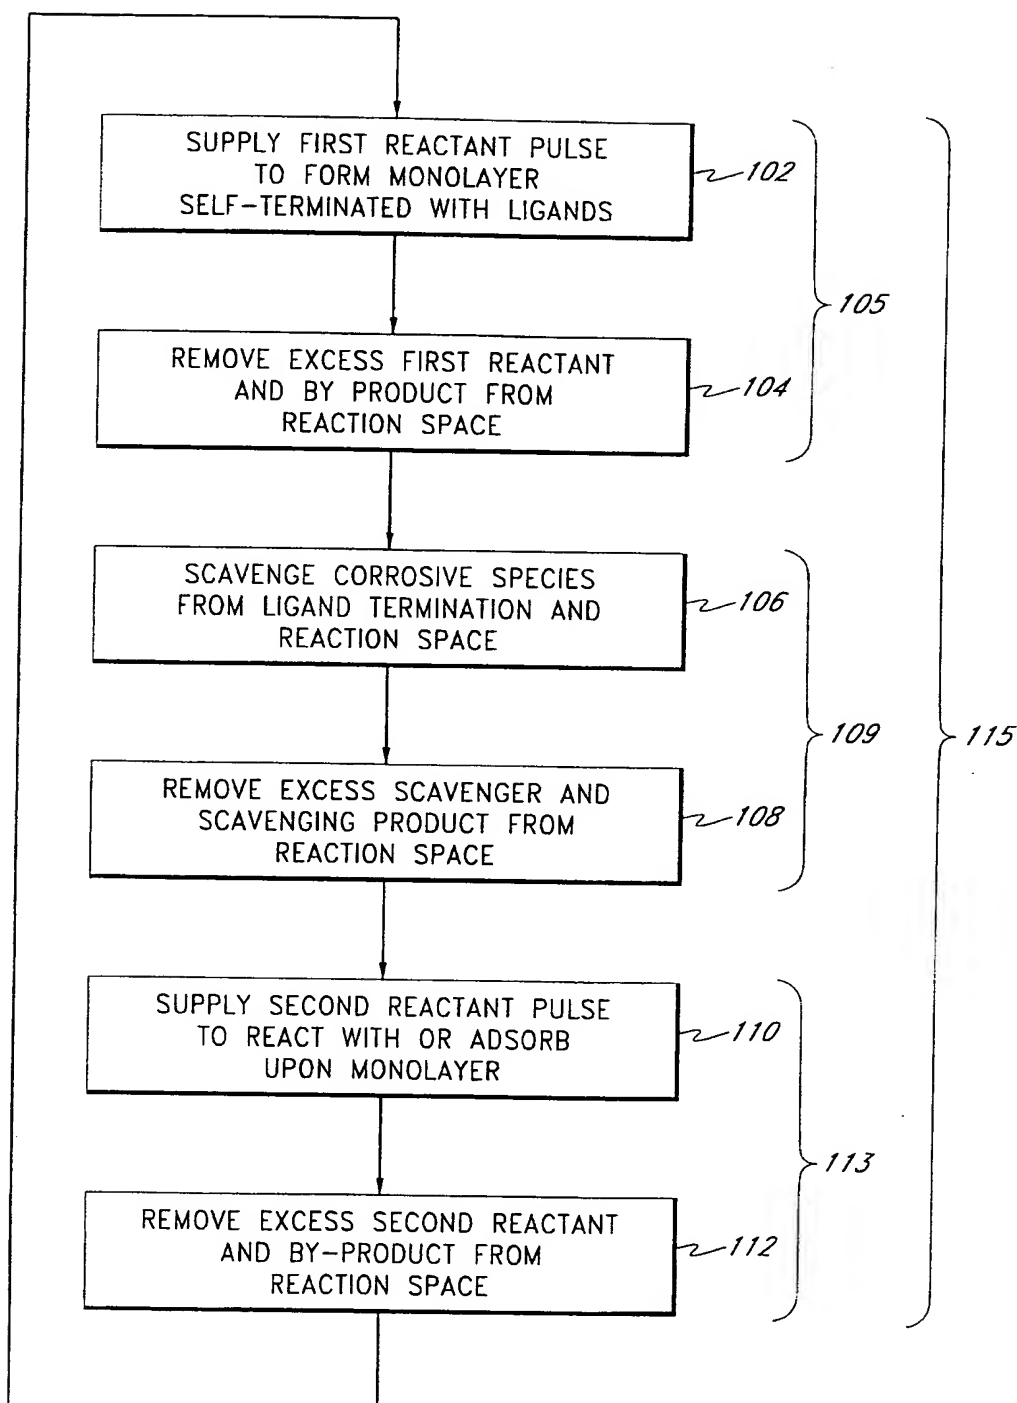 SUPPLY FIRST REACTANT PULSE
TO FORM MONOLAYER
SELF-TERMINATED WITH LIGANDS
102
105
REMOVE EXCESS FIRST REACTANT
AND BY PRODUCT FROM
REACTION SPACE
104
SCAVENGE CORROSIVE SPECIES
FROM LIGAND TERMINATION AND
REACTION SPACE
106
109
115
REMOVE EXCESS SCAVENGER AND
SCAVENGING PRODUCT FROM
REACTION SPACE
108
SUPPLY SECOND REACTANT PULSE
TO REACT WITH OR ADSORB
UPON MONOLAYER
110
113
REMOVE EXCESS SECOND REACTANT
AND BY-PRODUCT FROM
REACTION SPACE
112